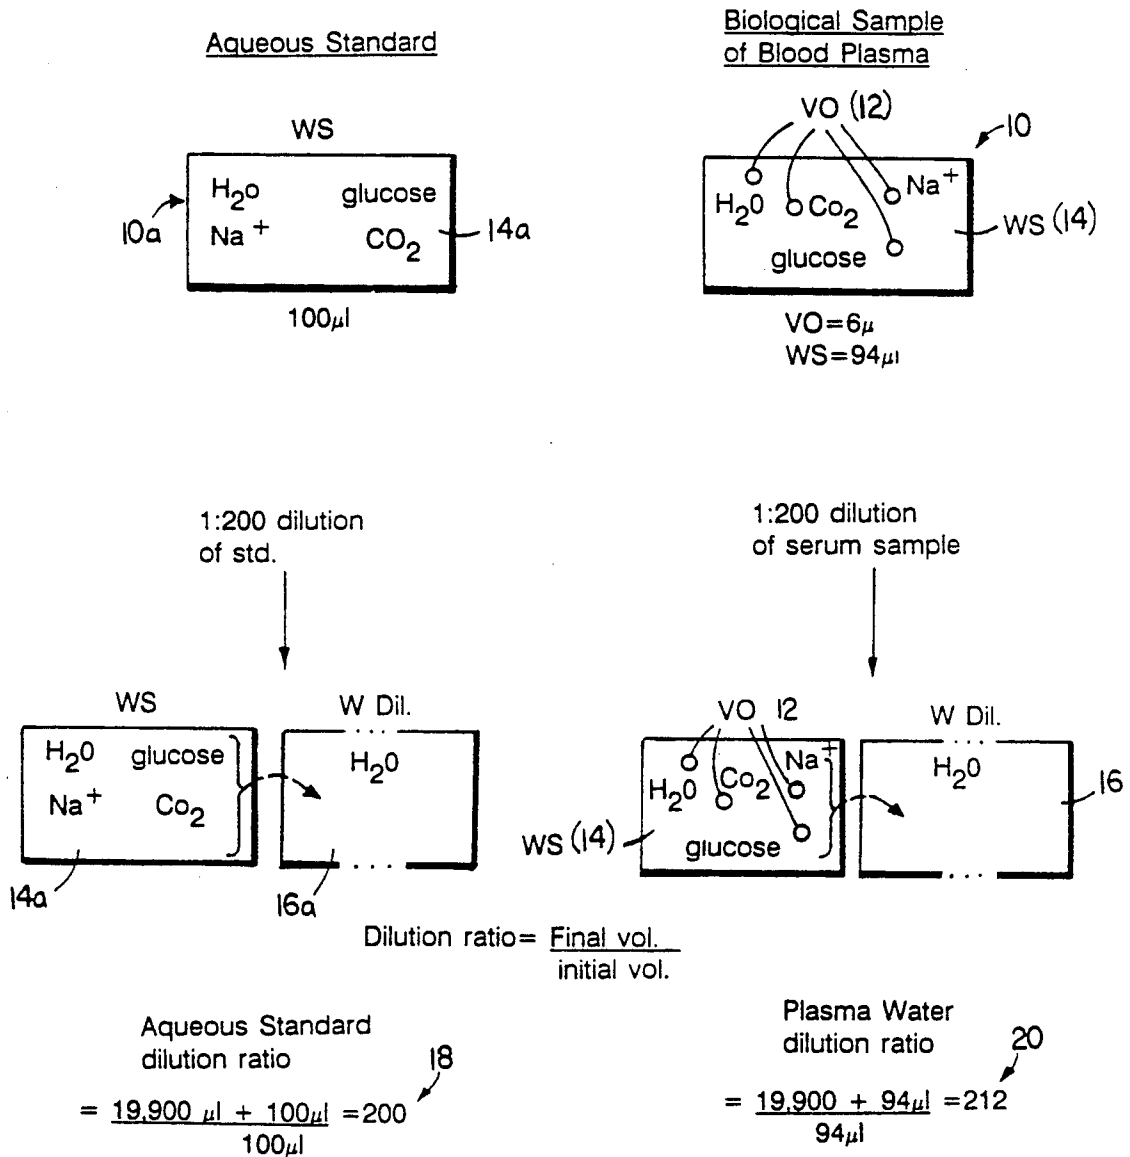 Aqueous Standard
WS
H₂o glucose
Na⁺ CO₂
10a
14a
100µl
Biological Sample
of Blood Plasma
VO (12)
10
Na⁺
H₂O Co₂
WS (14)
glucose
VO=6µ
WS=94µl
1:200 dilution
of std.
1:200 dilution
of serum sample
WS
W Dil.
H₂O glucose
Na⁺ Co₂
H₂O
14a
16a
VO 12
W Dil.
Na⁺
H₂O Co₂
glucose
WS (14)
H₂O
16
Dilution ratio= Final vol.
initial vol.
Aqueous Standard
dilution ratio
18
= 19,900 µl + 100µl =200
100µl
Plasma Water
dilution ratio
20
= 19,900 + 94µl =212
94µl